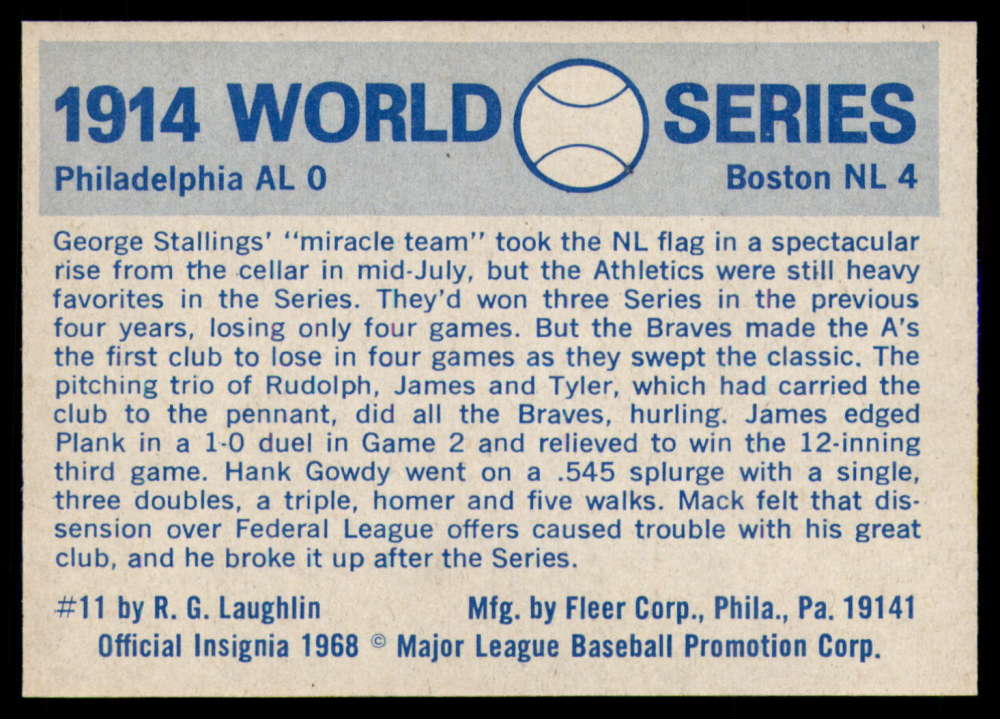 1914 WORLD SERIES
Philadelphia AL 0 Boston NL 4
George Stallings' "miracle team" took the NL flag in a spectacular
rise from the cellar in mid-July, but the Athletics were still heavy
favorites in the Series. They'd won three Series in the previous
four years, losing only four games. But the Braves made the A's
the first club to lose in four games as they swept the classic. The
pitching trio of Rudolph, James and Tyler, which had carried the
club to the pennant, did all the Braves, hurling. James edged
Plank in a 1-0 duel in Game 2 and relieved to win the 12-inning
third game. Hank Gowdy went on a .545 splurge with a single,
three doubles, a triple, homer and five walks. Mack felt that dis-
sension over Federal League offers caused trouble with his great
club, and he broke it up after the Series.
#11 by R. G. Laughlin Mfg. by Fleer Corp., Phila., Pa. 19141
Official Insignia 1968 © Major League Baseball Promotion Corp.